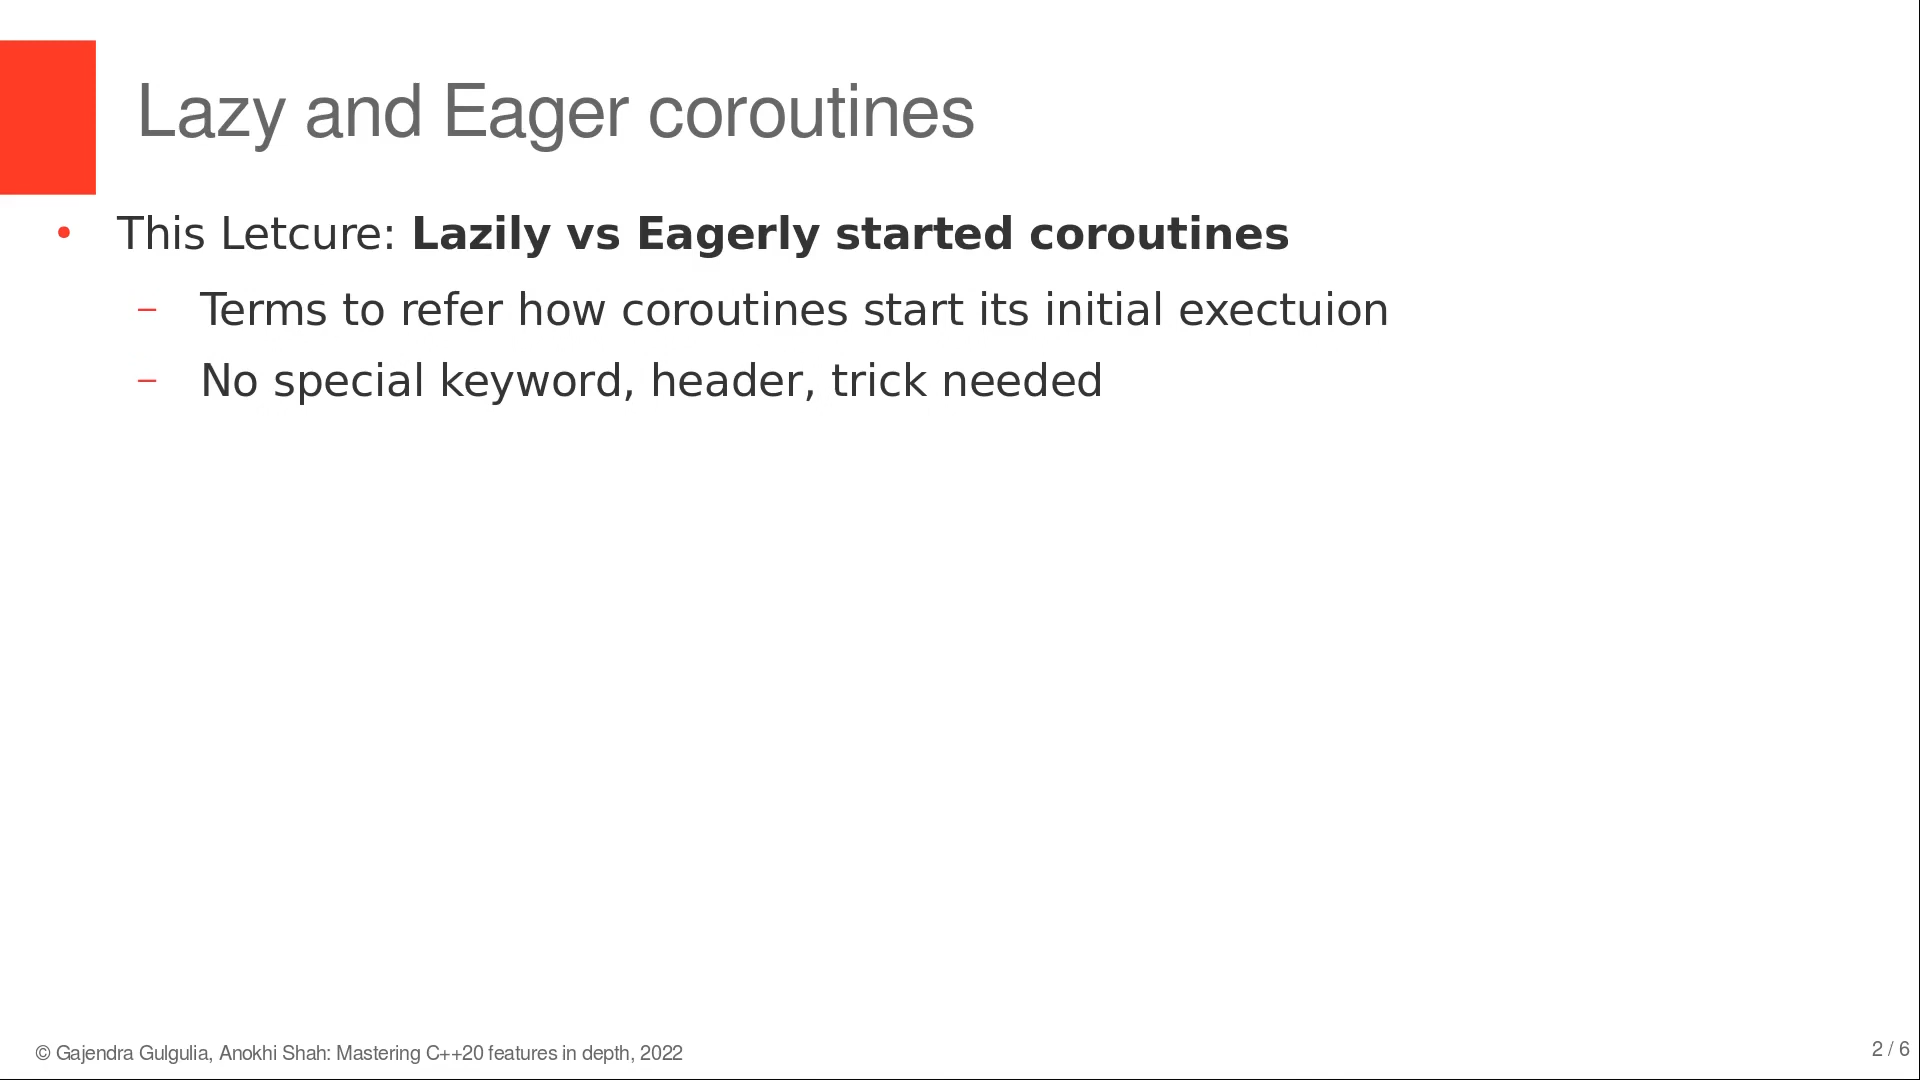 Lazy and Eager coroutines
• This Letcure: Lazily vs Eagerly started coroutines
– Terms to refer how coroutines start its initial exectuion
– No special keyword, header, trick needed
© Gajendra Gulgulia, Anokhi Shah: Mastering C++20 features in depth, 2022
2 / 6